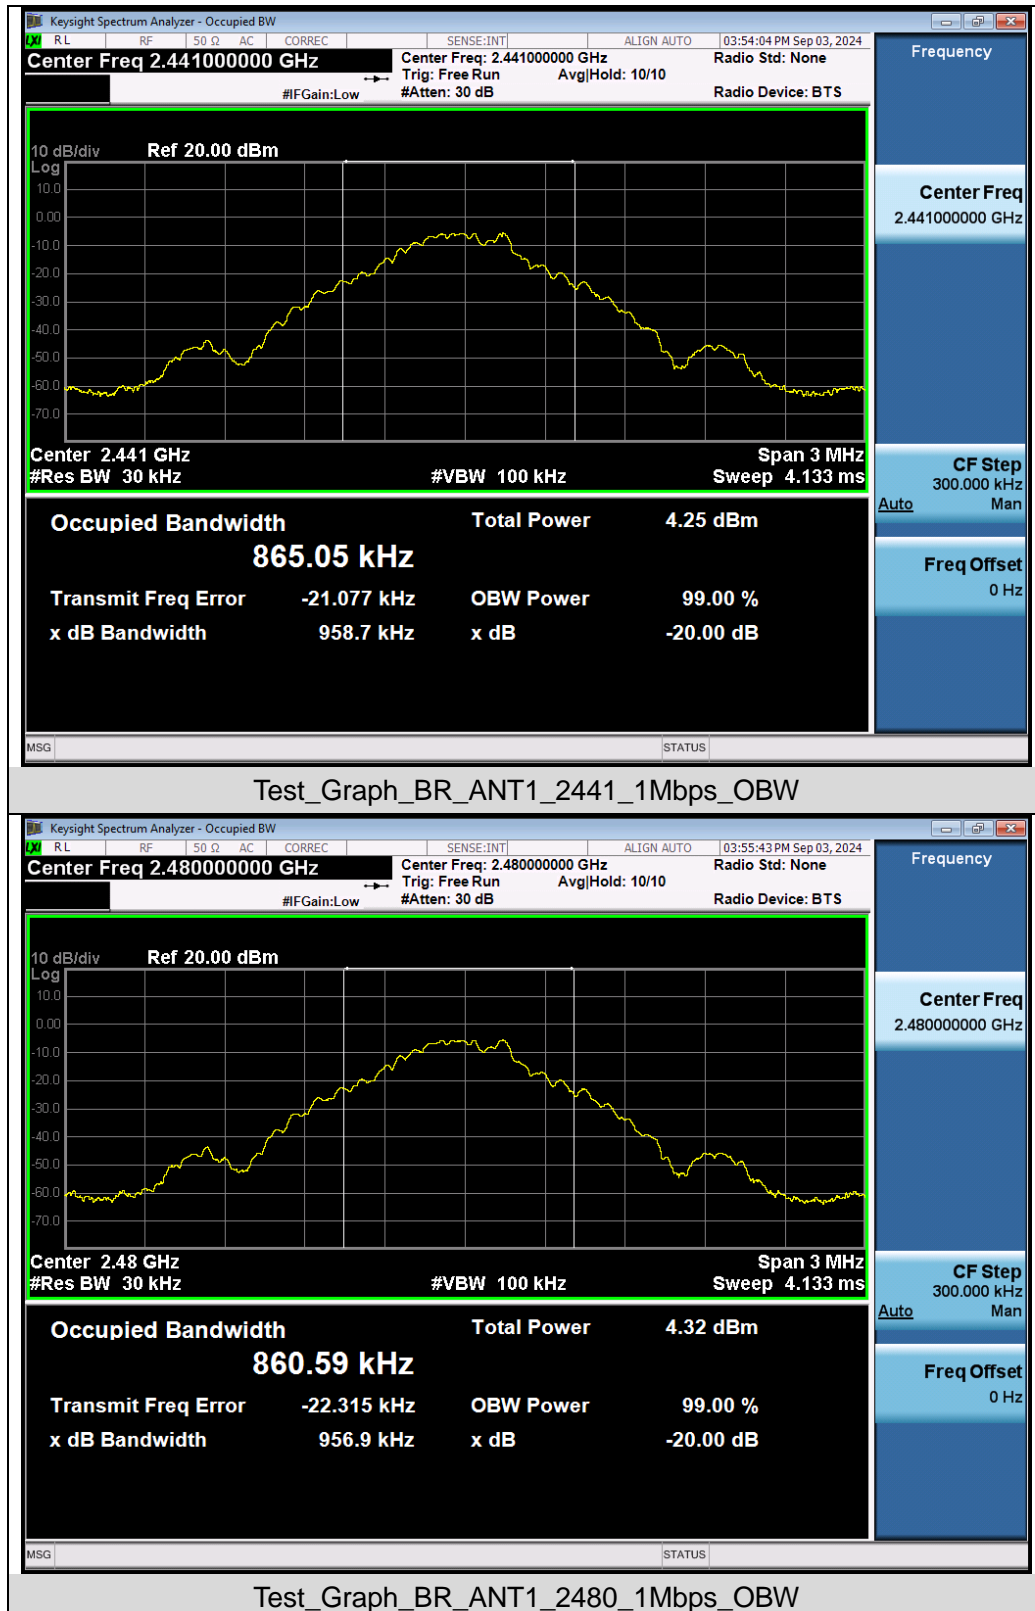 Keysight Spectrum Analyzer - Occupied BW
LXI RL RF 50 Ω AC CORREC SENSE:INT ALIGN AUTO 03:54:04 PM Sep 03, 2024
Center Freq 2.441000000 GHz
Center Freq: 2.441000000 GHz Radio Std: None
Trig: Free Run Avg|Hold: 10/10
#IFGain:Low #Atten: 30 dB Radio Device: BTS
Frequency
10 dB/div Ref 20.00 dBm
Log
10.0
0.00
-10.0
-20.0
-30.0
-40.0
-50.0
-60.0
-70.0
Center 2.441 GHz Span 3 MHz
#Res BW 30 kHz #VBW 100 kHz Sweep 4.133 ms
Center Freq
2.441000000 GHz
CF Step
300.000 kHz
Auto Man
Freq Offset
0 Hz
Occupied Bandwidth Total Power 4.25 dBm
865.05 kHz
Transmit Freq Error -21.077 kHz OBW Power 99.00 %
x dB Bandwidth 958.7 kHz x dB -20.00 dB
MSG STATUS
Test_Graph_BR_ANT1_2441_1Mbps_OBW
Keysight Spectrum Analyzer - Occupied BW
LXI RL RF 50 Ω AC CORREC SENSE:INT ALIGN AUTO 03:55:43 PM Sep 03, 2024
Center Freq 2.480000000 GHz
Center Freq: 2.480000000 GHz Radio Std: None
Trig: Free Run Avg|Hold: 10/10
#IFGain:Low #Atten: 30 dB Radio Device: BTS
Frequency
10 dB/div Ref 20.00 dBm
Log
10.0
0.00
-10.0
-20.0
-30.0
-40.0
-50.0
-60.0
-70.0
Center 2.48 GHz Span 3 MHz
#Res BW 30 kHz #VBW 100 kHz Sweep 4.133 ms
Center Freq
2.480000000 GHz
CF Step
300.000 kHz
Auto Man
Freq Offset
0 Hz
Occupied Bandwidth Total Power 4.32 dBm
860.59 kHz
Transmit Freq Error -22.315 kHz OBW Power 99.00 %
x dB Bandwidth 956.9 kHz x dB -20.00 dB
MSG STATUS
Test_Graph_BR_ANT1_2480_1Mbps_OBW